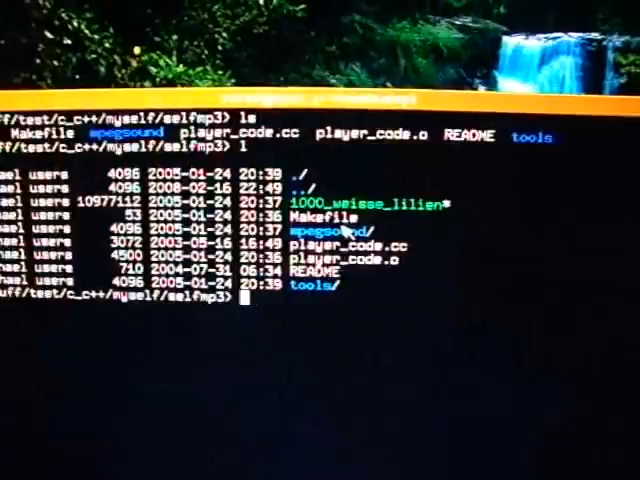 ff/test/c_c++/myself/selfmp3> ls
Makefile mpegsound player_code.cc player_code.o README tools
ff/test/c_c++/myself/selfmp3> l
ael users 4096 2005-01-24 20:39 ./
ael users 4096 2008-02-16 22:49 ../
ael users 10977112 2005-01-24 20:37 1000_weisse_lilien*
ael users 53 2005-01-24 20:36 Makefile
ael users 4096 2005-01-24 20:37 mpegsound/
ael users 3072 2003-05-16 16:49 player_code.cc
ael users 4500 2005-01-24 20:36 player_code.o
ael users 710 2004-07-31 06:34 README
ael users 4096 2005-01-24 20:39 tools/
uff/test/c_c++/myself/selfmp3>